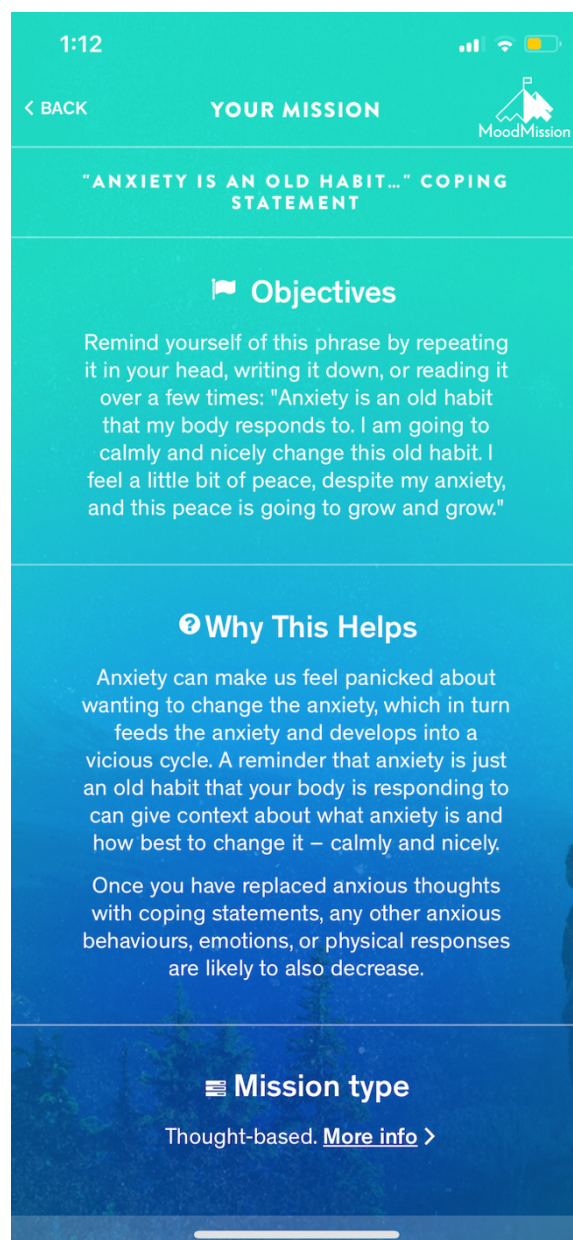 1:12
BACK
YOUR MISSION
MoodMission
"ANXIETY IS AN OLD HABIT…" COPING
STATEMENT
Objectives
Remind yourself of this phrase by repeating
it in your head, writing it down, or reading it
over a few times: "Anxiety is an old habit
that my body responds to. I am going to
calmly and nicely change this old habit. I
feel a little bit of peace, despite my anxiety,
and this peace is going to grow and grow."
Why This Helps
Anxiety can make us feel panicked about
wanting to change the anxiety, which in turn
feeds the anxiety and develops into a
vicious cycle. A reminder that anxiety is just
an old habit that your body is responding to
can give context about what anxiety is and
how best to change it – calmly and nicely.
Once you have replaced anxious thoughts
with coping statements, any other anxious
behaviours, emotions, or physical responses
are likely to also decrease.
Mission type
Thought-based. More info